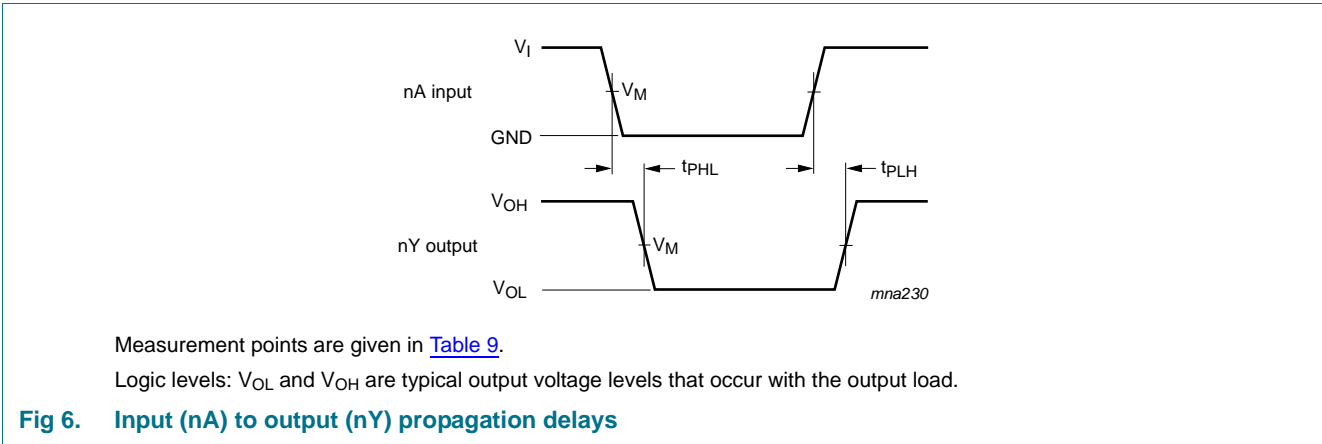 VI
nA input
VM
GND
tPHL
tPLH
VOH
nY output
VM
VOL
mna230
Measurement points are given in Table 9.
Logic levels: VOL and VOH are typical output voltage levels that occur with the output load.
Fig 6. Input (nA) to output (nY) propagation delays